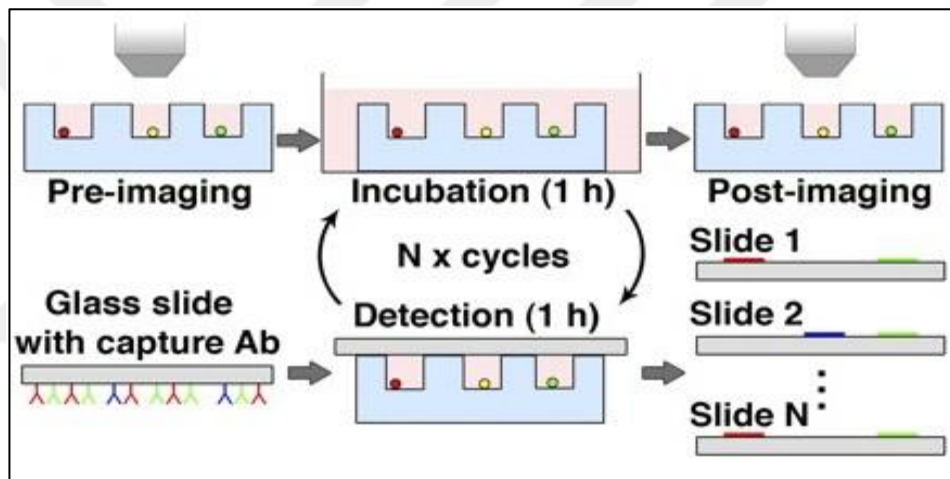 Pre-imaging
Incubation (1 h)
Post-imaging
N x cycles
Glass slide
with capture Ab
Detection (1 h)
Slide 1
Slide 2
Slide N